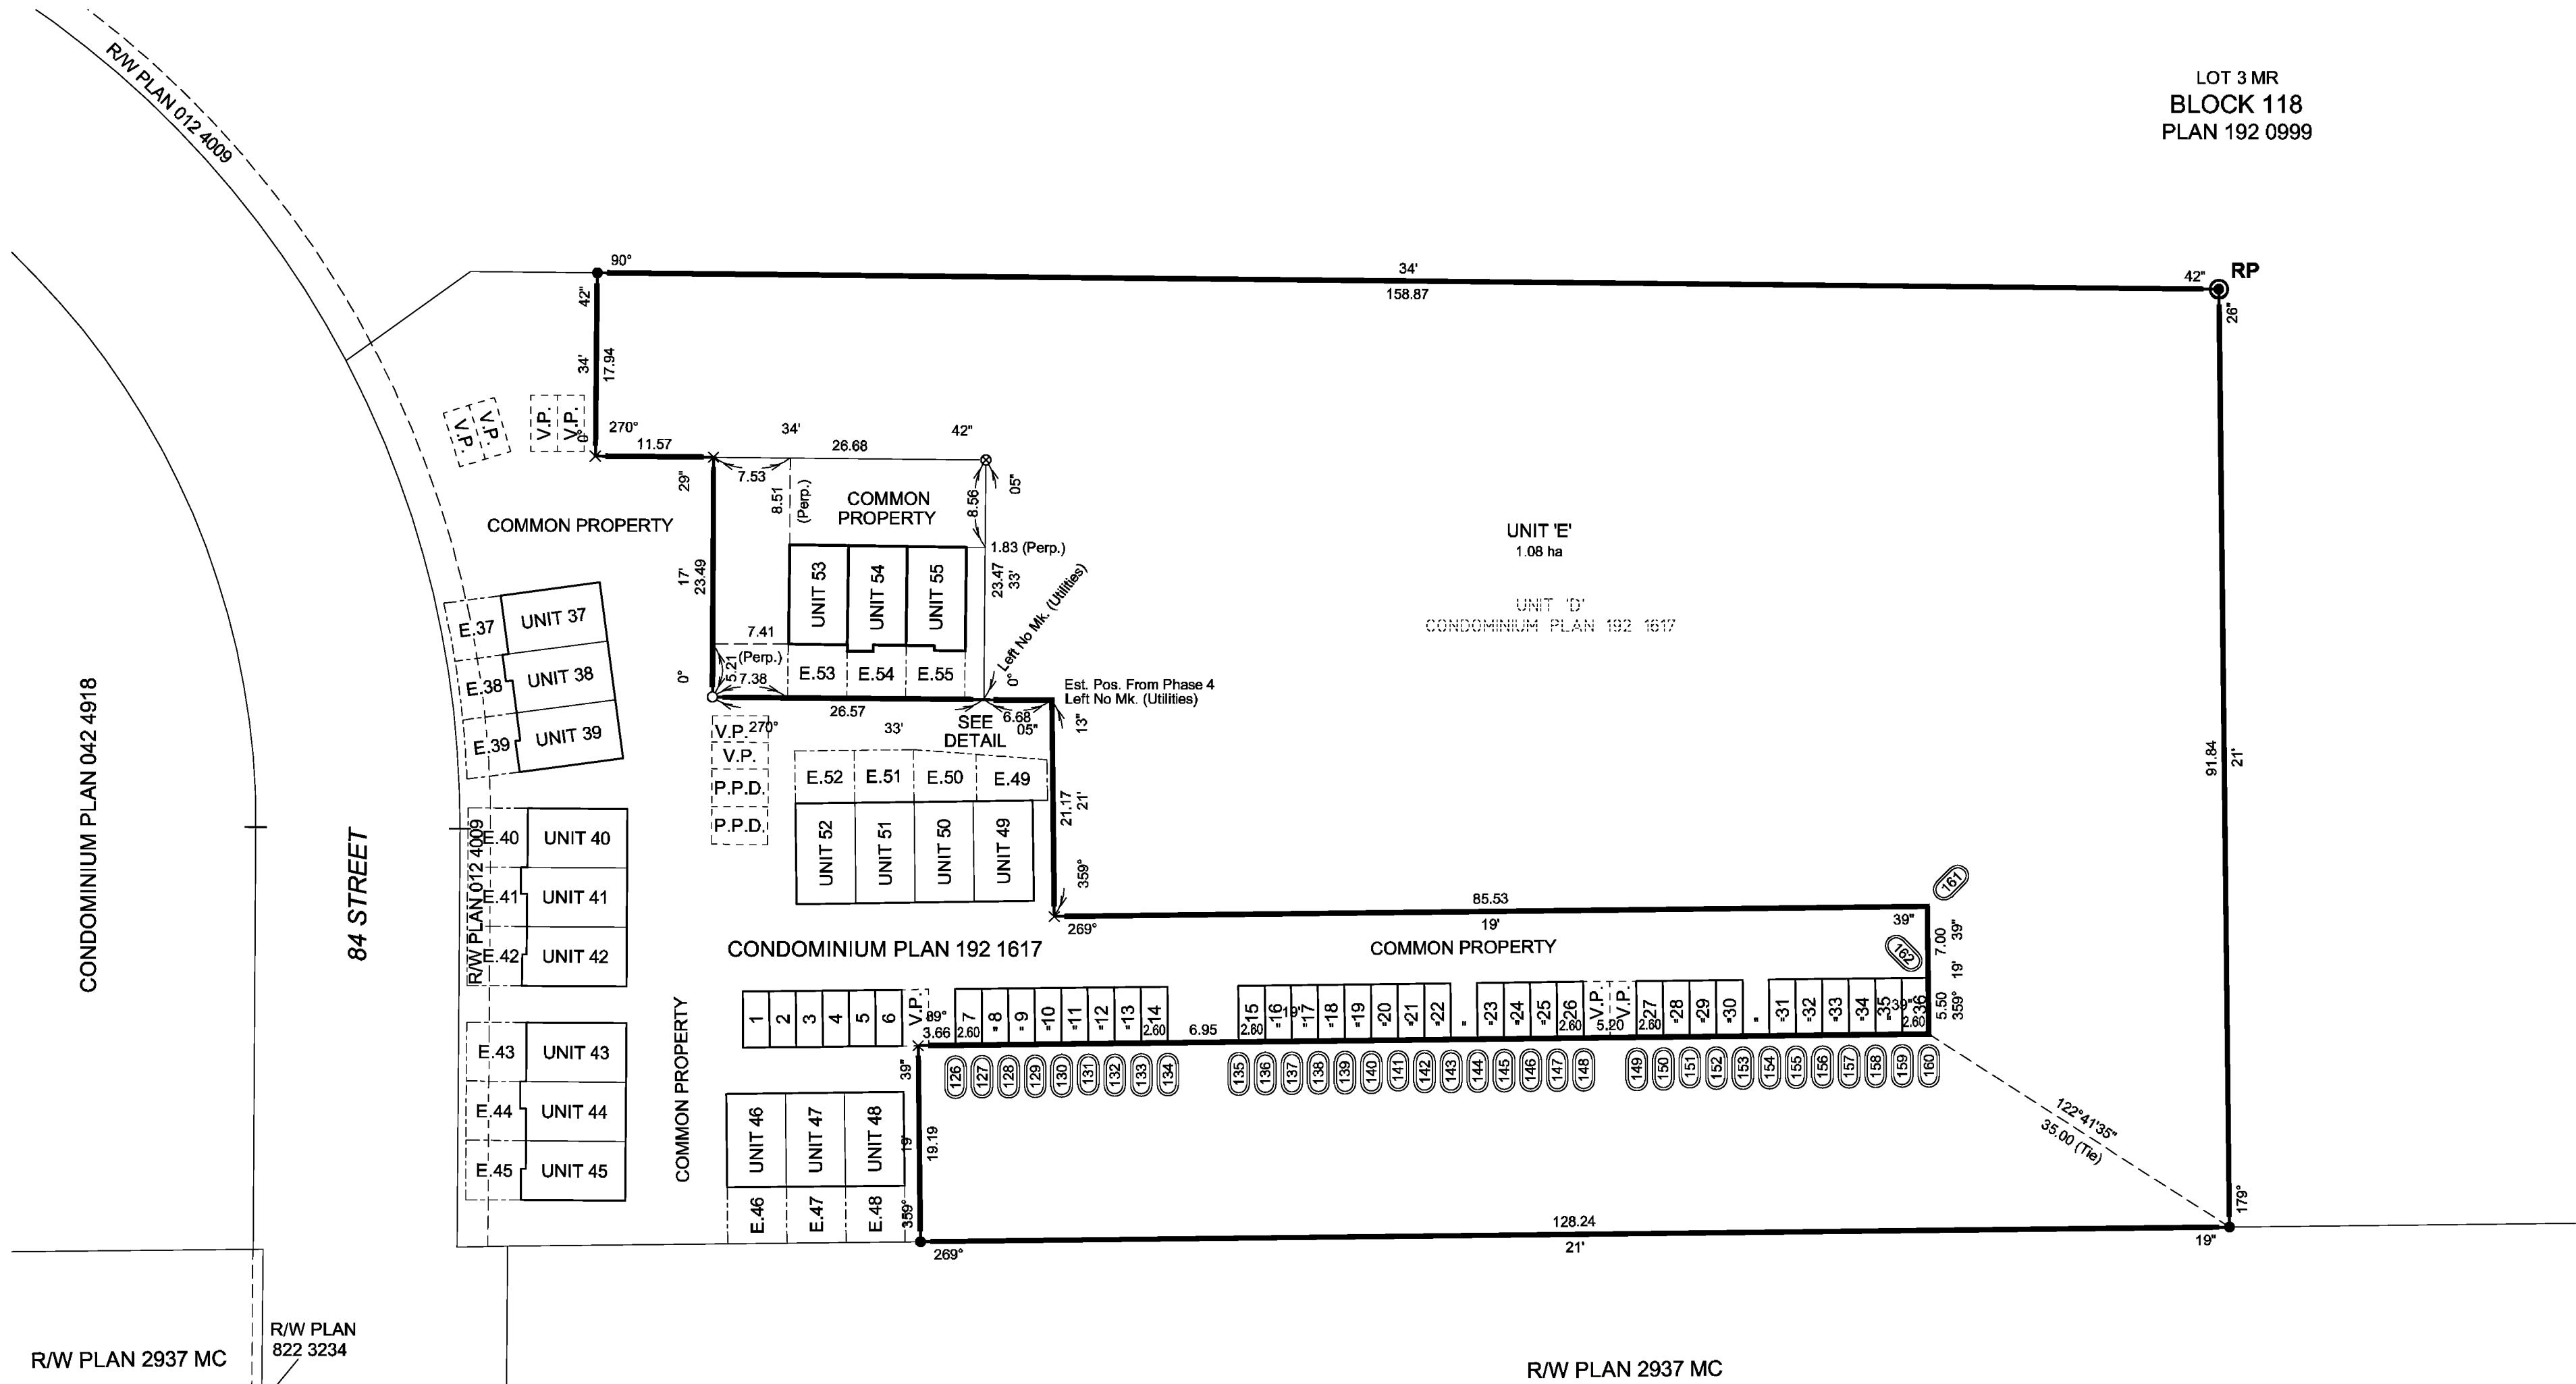 LOT 3 MR
BLOCK 118
PLAN 192 0999
R/W PLAN 012 4009
90°
34'
158.87
42"
RP
26"
42"
34'
17.94
0°
V.P.
V.P.
V.P.
V.P.
270°
11.57
34'
26.68
42"
29"
7.53
8.51
(Perp.)
COMMON
PROPERTY
8.56
05"
COMMON PROPERTY
1.83 (Perp.)
17'
23.49
23.47
33'
UNIT 53
UNIT 54
UNIT 55
Left No Mk. (Utilities)
UNIT 'E'
1.08 ha
UNIT 'D'
CONDOMINIUM PLAN 192 1617
E.37
UNIT 37
E.38
UNIT 38
E.39
UNIT 39
7.41
5.21
(Perp.)
7.38
0°
E.53
E.54
E.55
0°
Est. Pos. From Phase 4
Left No Mk. (Utilities)
26.57
6.68
270°
33'
05"
13"
SEE
DETAIL
V.P.
V.P.
P.P.D.
P.P.D.
E.52
E.51
E.50
E.49
UNIT 52
UNIT 51
UNIT 50
UNIT 49
21.17
21'
359°
91.84
21'
CONDOMINIUM PLAN 042 4918
84 STREET
R/W PLAN 012 4009
E.40
UNIT 40
E.41
UNIT 41
E.42
UNIT 42
E.43
UNIT 43
E.44
UNIT 44
E.45
UNIT 45
269°
85.53
19'
39"
161
162
7.00
39"
19'
5.50
359°
CONDOMINIUM PLAN 192 1617
COMMON PROPERTY
COMMON PROPERTY
1
2
3
4
5
6
V.P.
89°
3.66
7
2.60
"
8
"
9
"
10
"
11
"
12
"
13
"
14
2.60
6.95
15
2.60
"
16
19'
"
17
"
18
"
19
"
20
"
21
"
22
"
"
23
"
24
"
25
"
26
2.60
V.P.
V.P.
5.20
27
2.60
"
28
"
29
"
30
"
"
31
"
32
"
33
"
34
"
35
39"
36
2.60
126
127
128
129
130
131
132
133
134
135
136
137
138
139
140
141
142
143
144
145
146
147
148
149
150
151
152
153
154
155
156
157
158
159
160
39"
19'
19.19
359°
UNIT 46
UNIT 47
UNIT 48
E.46
E.47
E.48
122°41'35"
35.00 (Tie)
179°
128.24
269°
21'
19"
R/W PLAN
822 3234
R/W PLAN 2937 MC
R/W PLAN 2937 MC